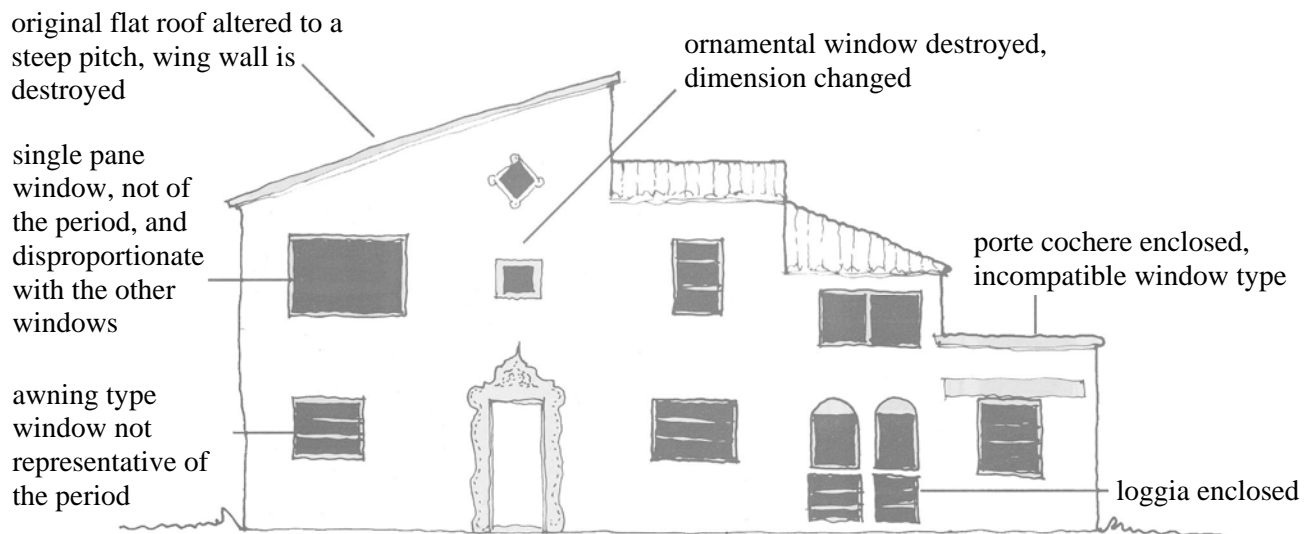 original flat roof altered to a
steep pitch, wing wall is
destroyed
ornamental window destroyed,
dimension changed
single pane
window, not of
the period, and
disproportionate
with the other
windows
porte cochere enclosed,
incompatible window type
awning type
window not
representative of
the period
loggia enclosed